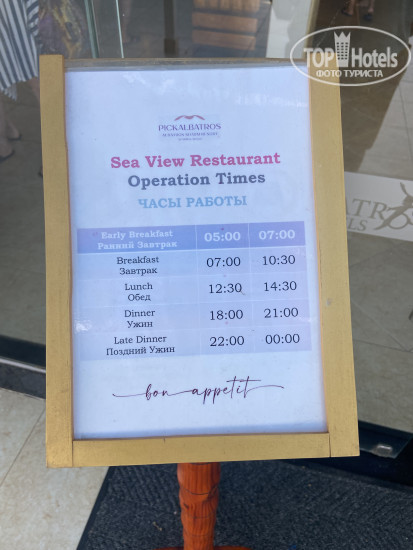 TOPHotels
ФОТО ТУРИСТА
PICKALBATROS
Sea View Restaurant
Operation Times
ЧАСЫ РАБОТЫ
Early Breakfast 05:00 07:00
Ранний Завтрак
Breakfast 07:00 10:30
Завтрак
Lunch 12:30 14:30
Обед
Dinner 18:00 21:00
Ужин
Late Dinner 22:00 00:00
Поздний Ужин
bon appetit